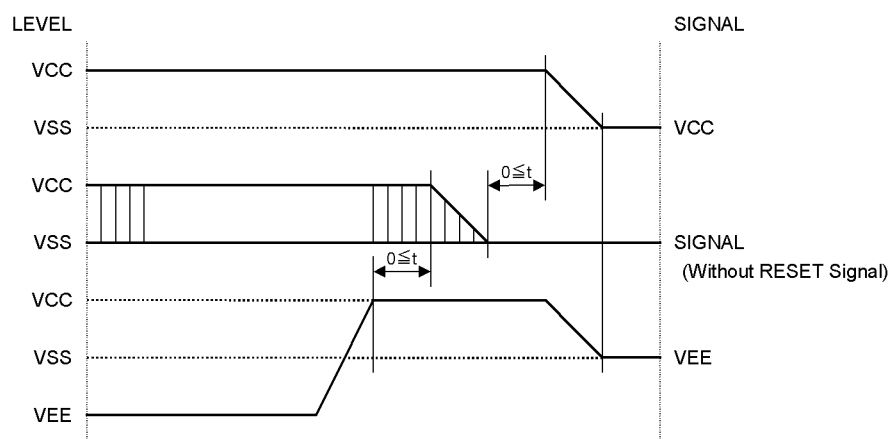 LEVEL SIGNAL
VCC
VSS VCC
0≦t
VCC
VSS SIGNAL
(Without RESET Signal)
0≦t
VCC
VSS VEE
VEE